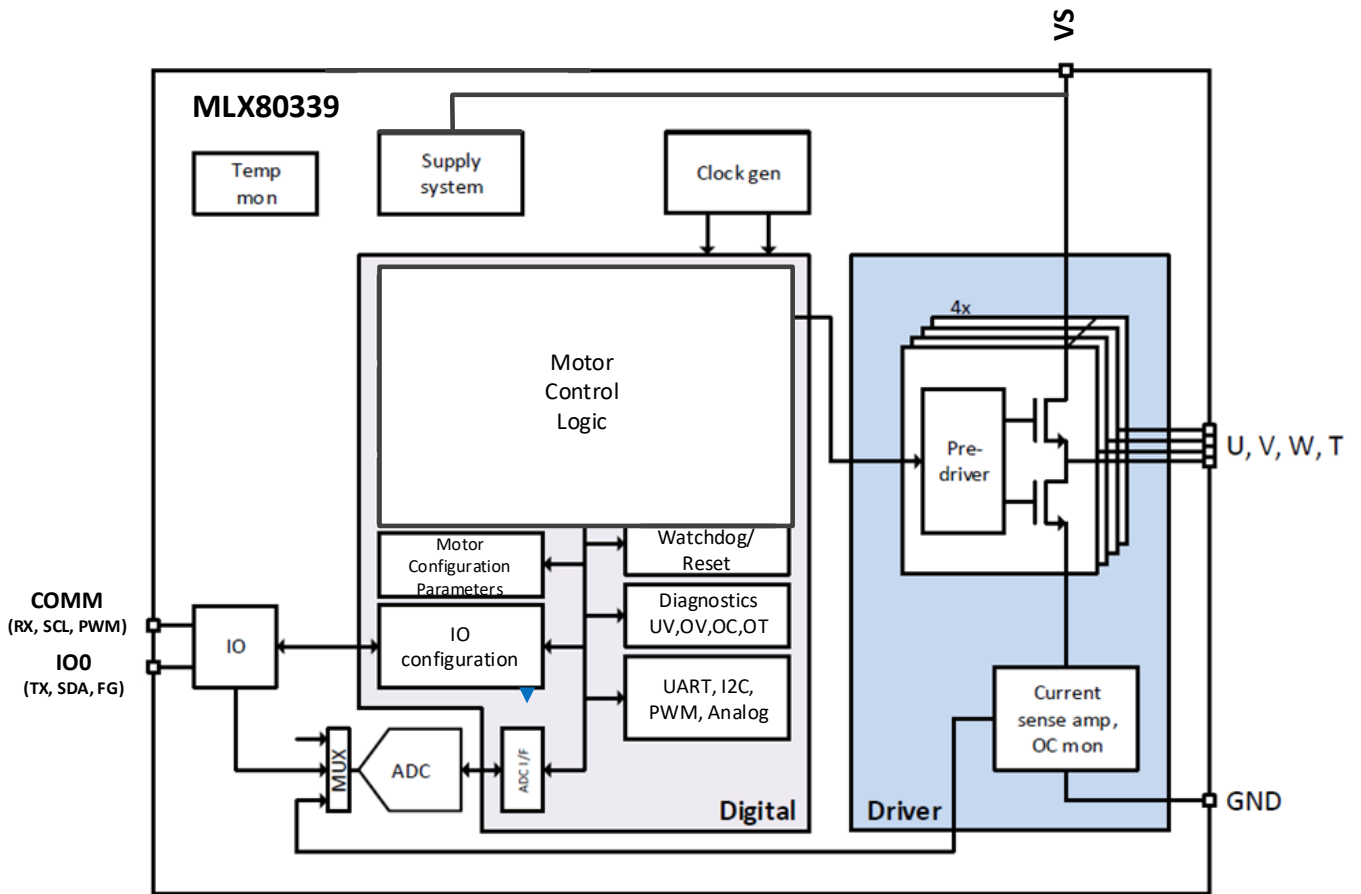 VS
MLX80339
Temp
mon
Supply
system
Clock gen
Motor
Control
Logic
4x
Pre-
driver
U, V, W, T
Motor
Configuration
Parameters
Watchdog/
Reset
Diagnostics
UV,OV,OC,OT
COMM
(RX, SCL, PWM)
IO0
(TX, SDA, FG)
IO
IO
configuration
UART, I2C,
PWM, Analog
Current
sense amp,
OC mon
MUX
ADC
ADC I/F
Digital
Driver
GND